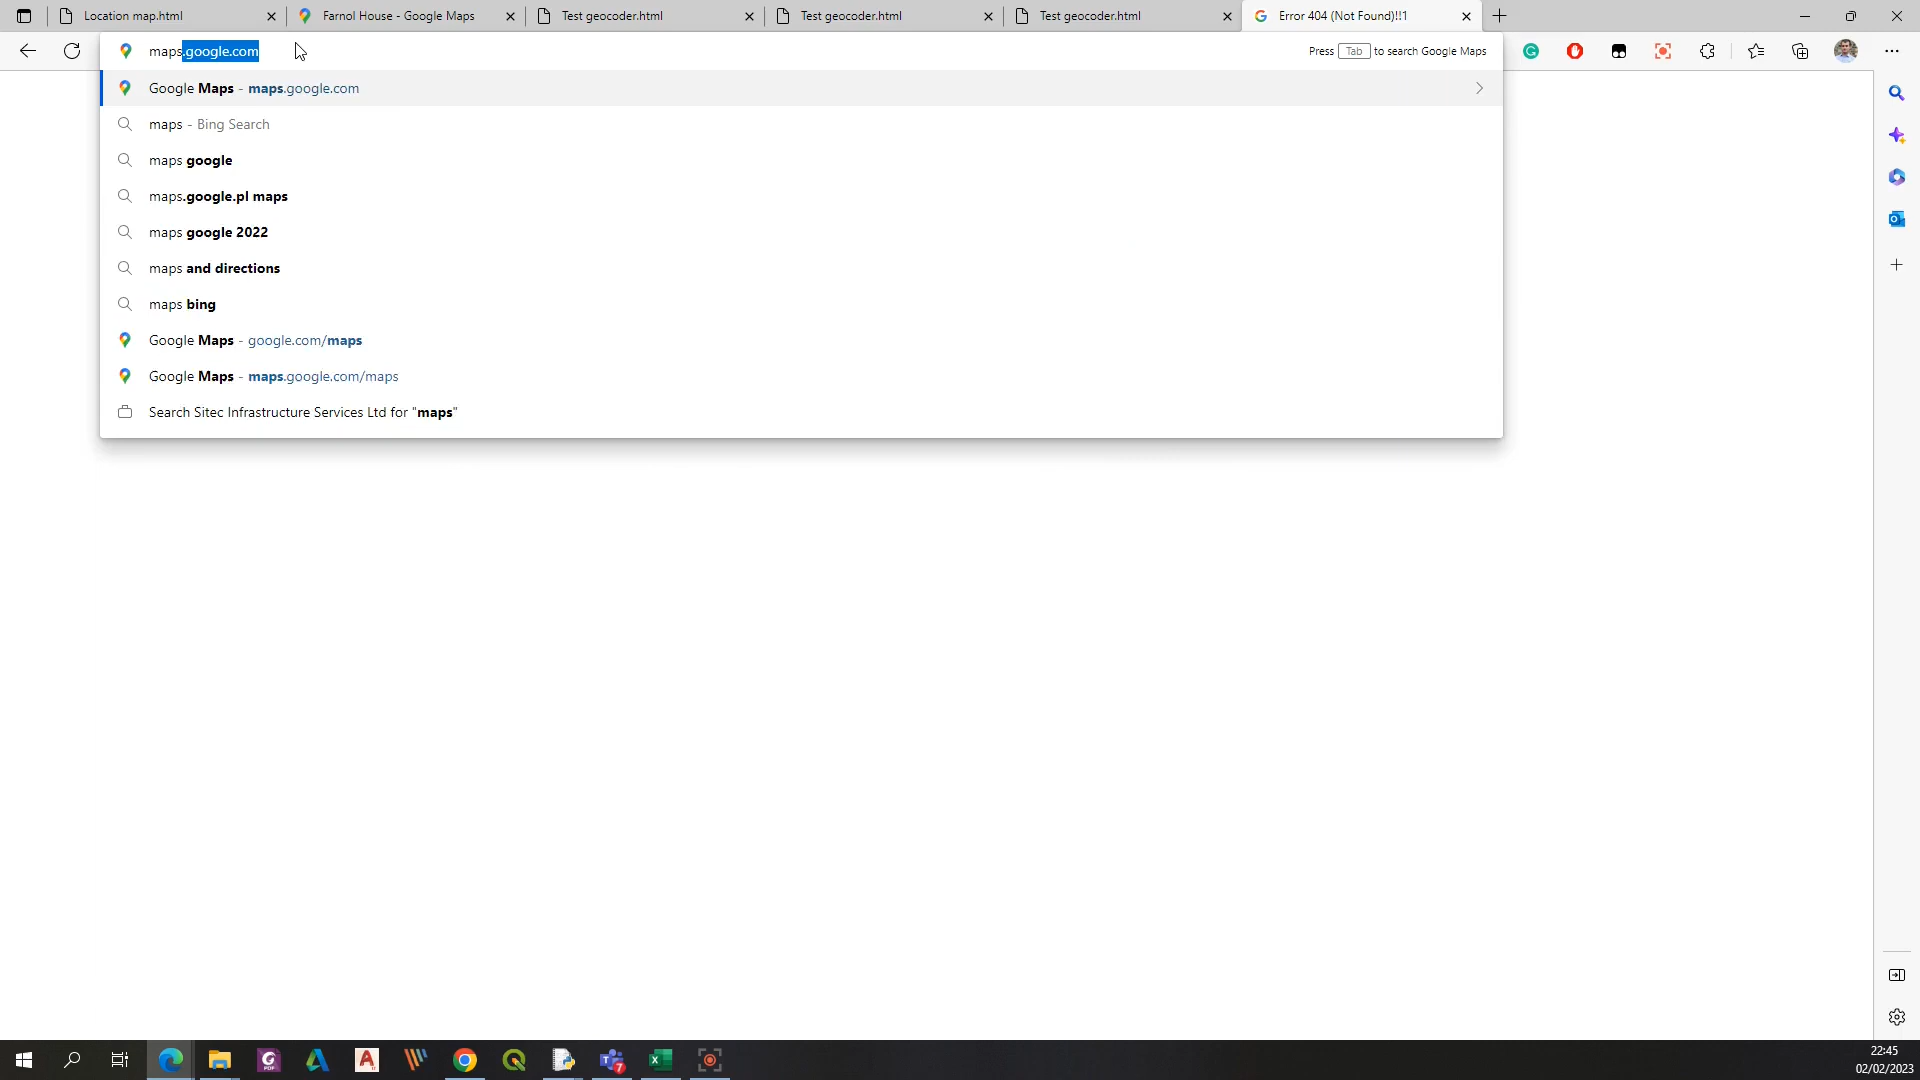 Location map.html
Farnol House - Google Maps
Test geocoder.html
Test geocoder.html
Test geocoder.html
Error 404 (Not Found)!!1
maps.google.com
Press Tab to search Google Maps
Google Maps - maps.google.com
maps - Bing Search
maps google
maps.google.pl maps
maps google 2022
maps and directions
maps bing
Google Maps - google.com/maps
Google Maps - maps.google.com/maps
Search Sitec Infrastructure Services Ltd for "maps"
22:45
02/02/2023